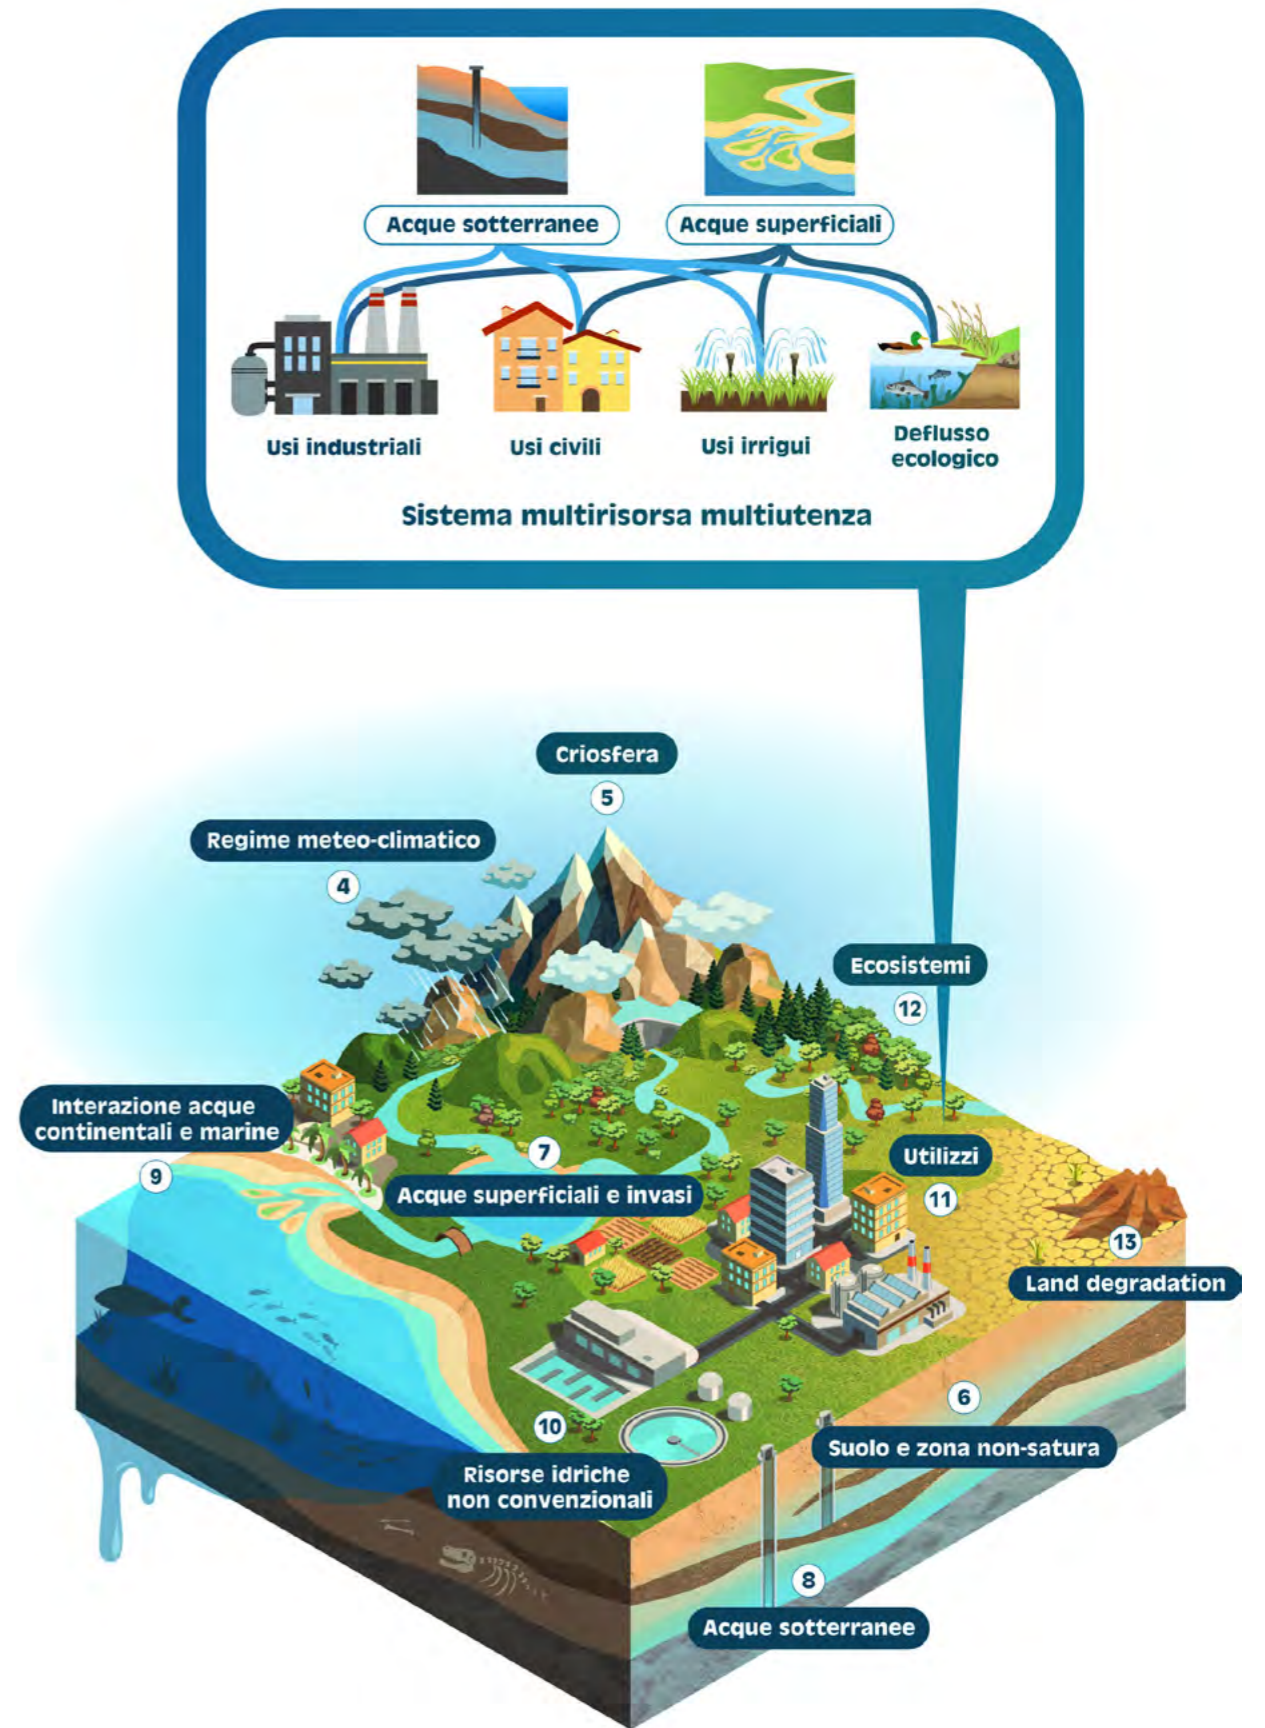 Acque sotterranee
Acque superficiali
Usi industriali
Usi civili
Usi irrigui
Deflusso
ecologico
Sistema multirisorsa multiutenza
Criosfera
5
Regime meteo-climatico
4
Ecosistemi
12
Interazione acque
continentali e marine
9
7
Acque superficiali e invasi
Utilizzi
11
13
Land degradation
6
Suolo e zona non-satura
10
Risorse idriche
non convenzionali
8
Acque sotterranee